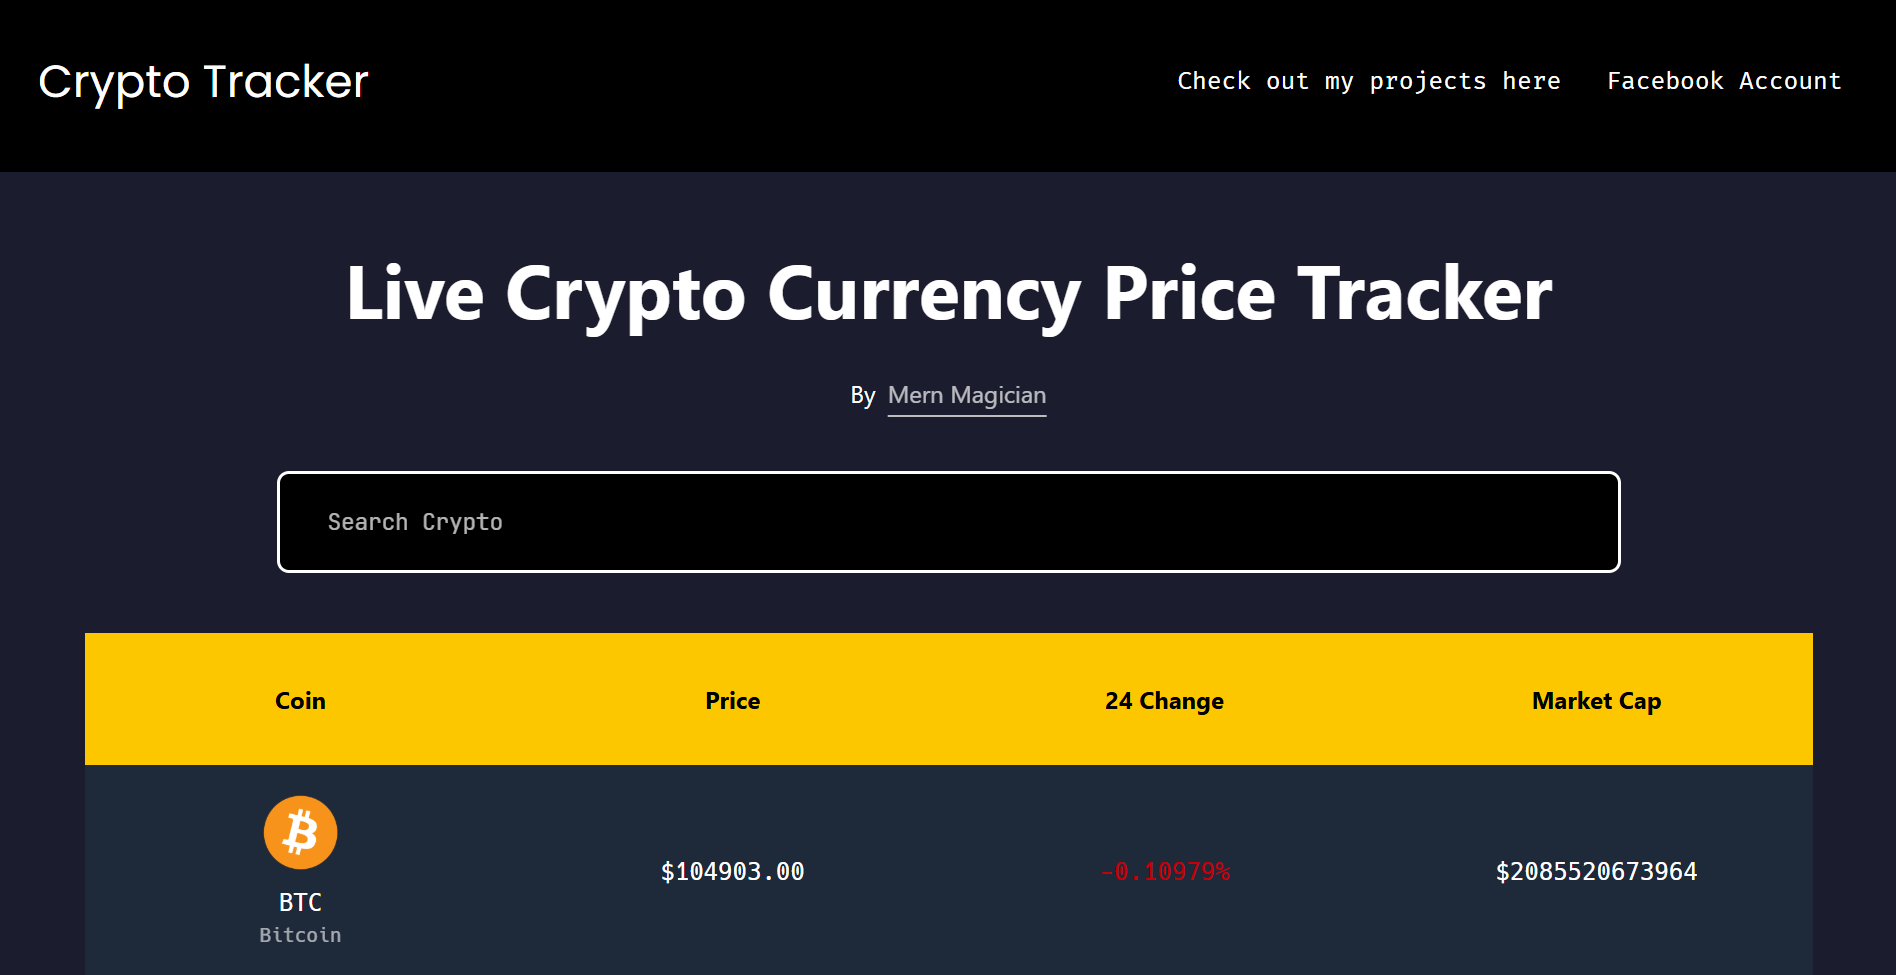 Crypto Tracker
Check out my projects here Facebook Account
Live Crypto Currency Price Tracker
By Mern Magician
Search Crypto
Coin Price 24 Change Market Cap
BTC
Bitcoin
$104903.00 -0.10979% $2085520673964